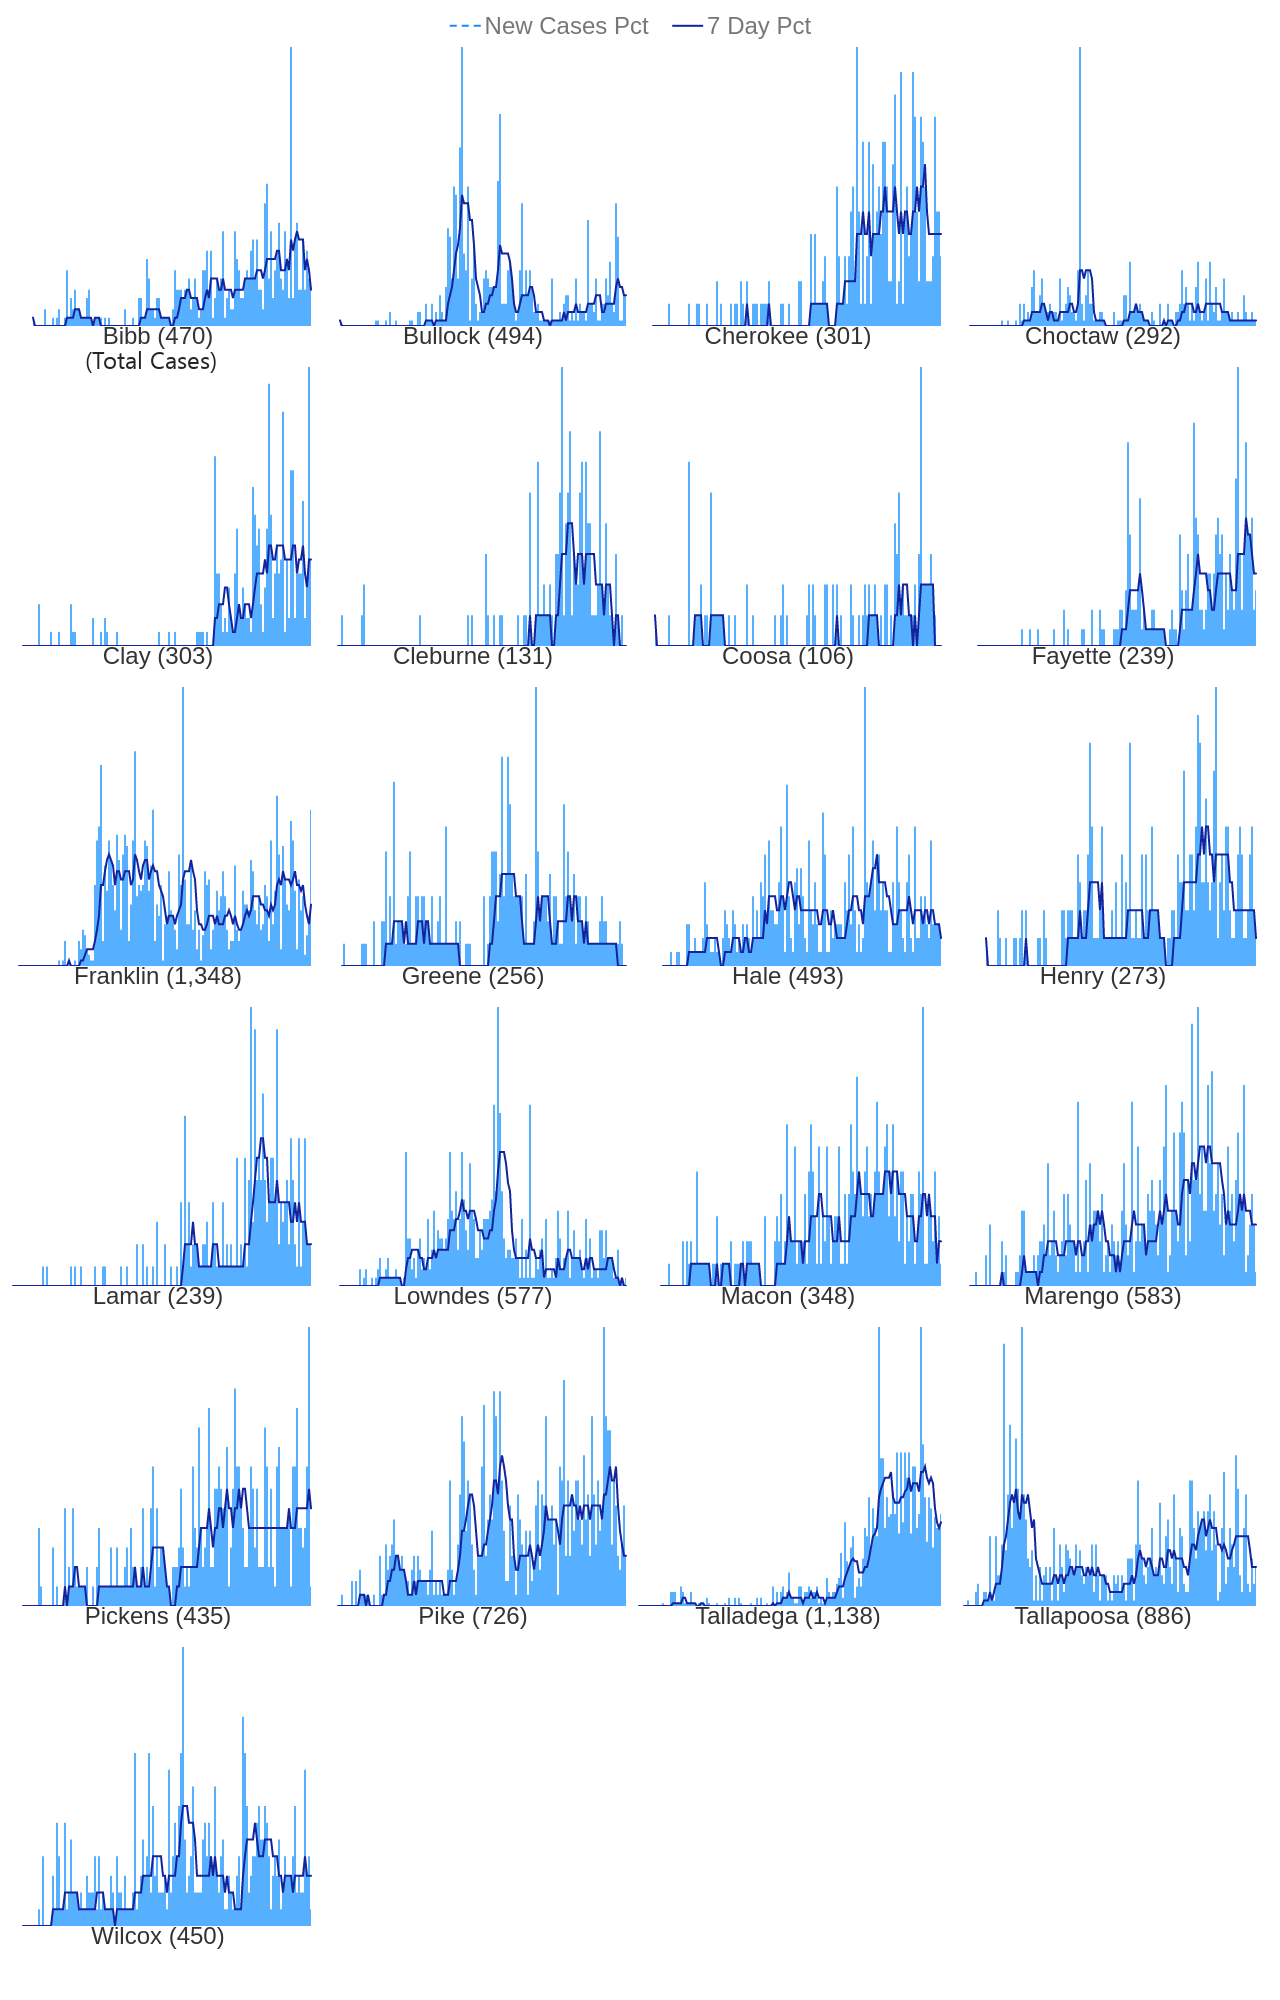 New Cases Pct 7 Day Pct
Bibb (470) Bullock (494) Cherokee (301) Choctaw (292)
(Total Cases)
Clay (303) Cleburne (131) Coosa (106) Fayette (239)
Franklin (1,348) Greene (256) Hale (493) Henry (273)
Lamar (239) Lowndes (577) Macon (348) Marengo (583)
Pickens (435) Pike (726) Talladega (1,138) Tallapoosa (886)
Wilcox (450)